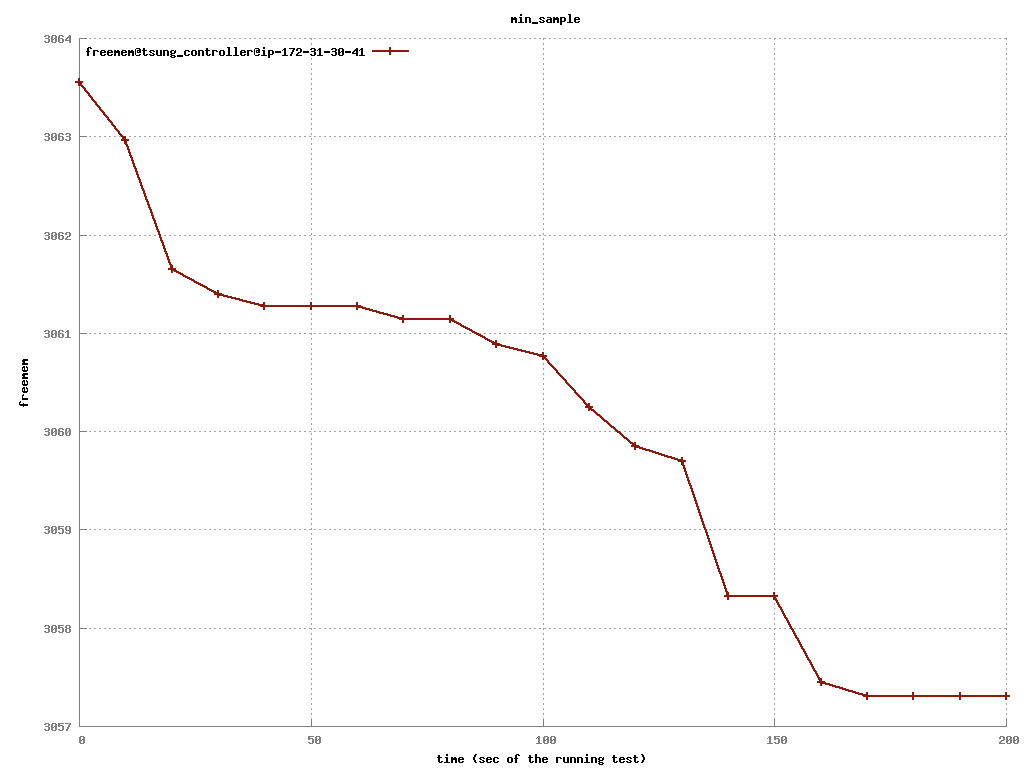 min_sample
freemem@tsung_controller@ip-172-31-30-41
3064
3063
3062
3061
3060
3059
3058
3057
freemem
0 50 100 150 200
time (sec of the running test)